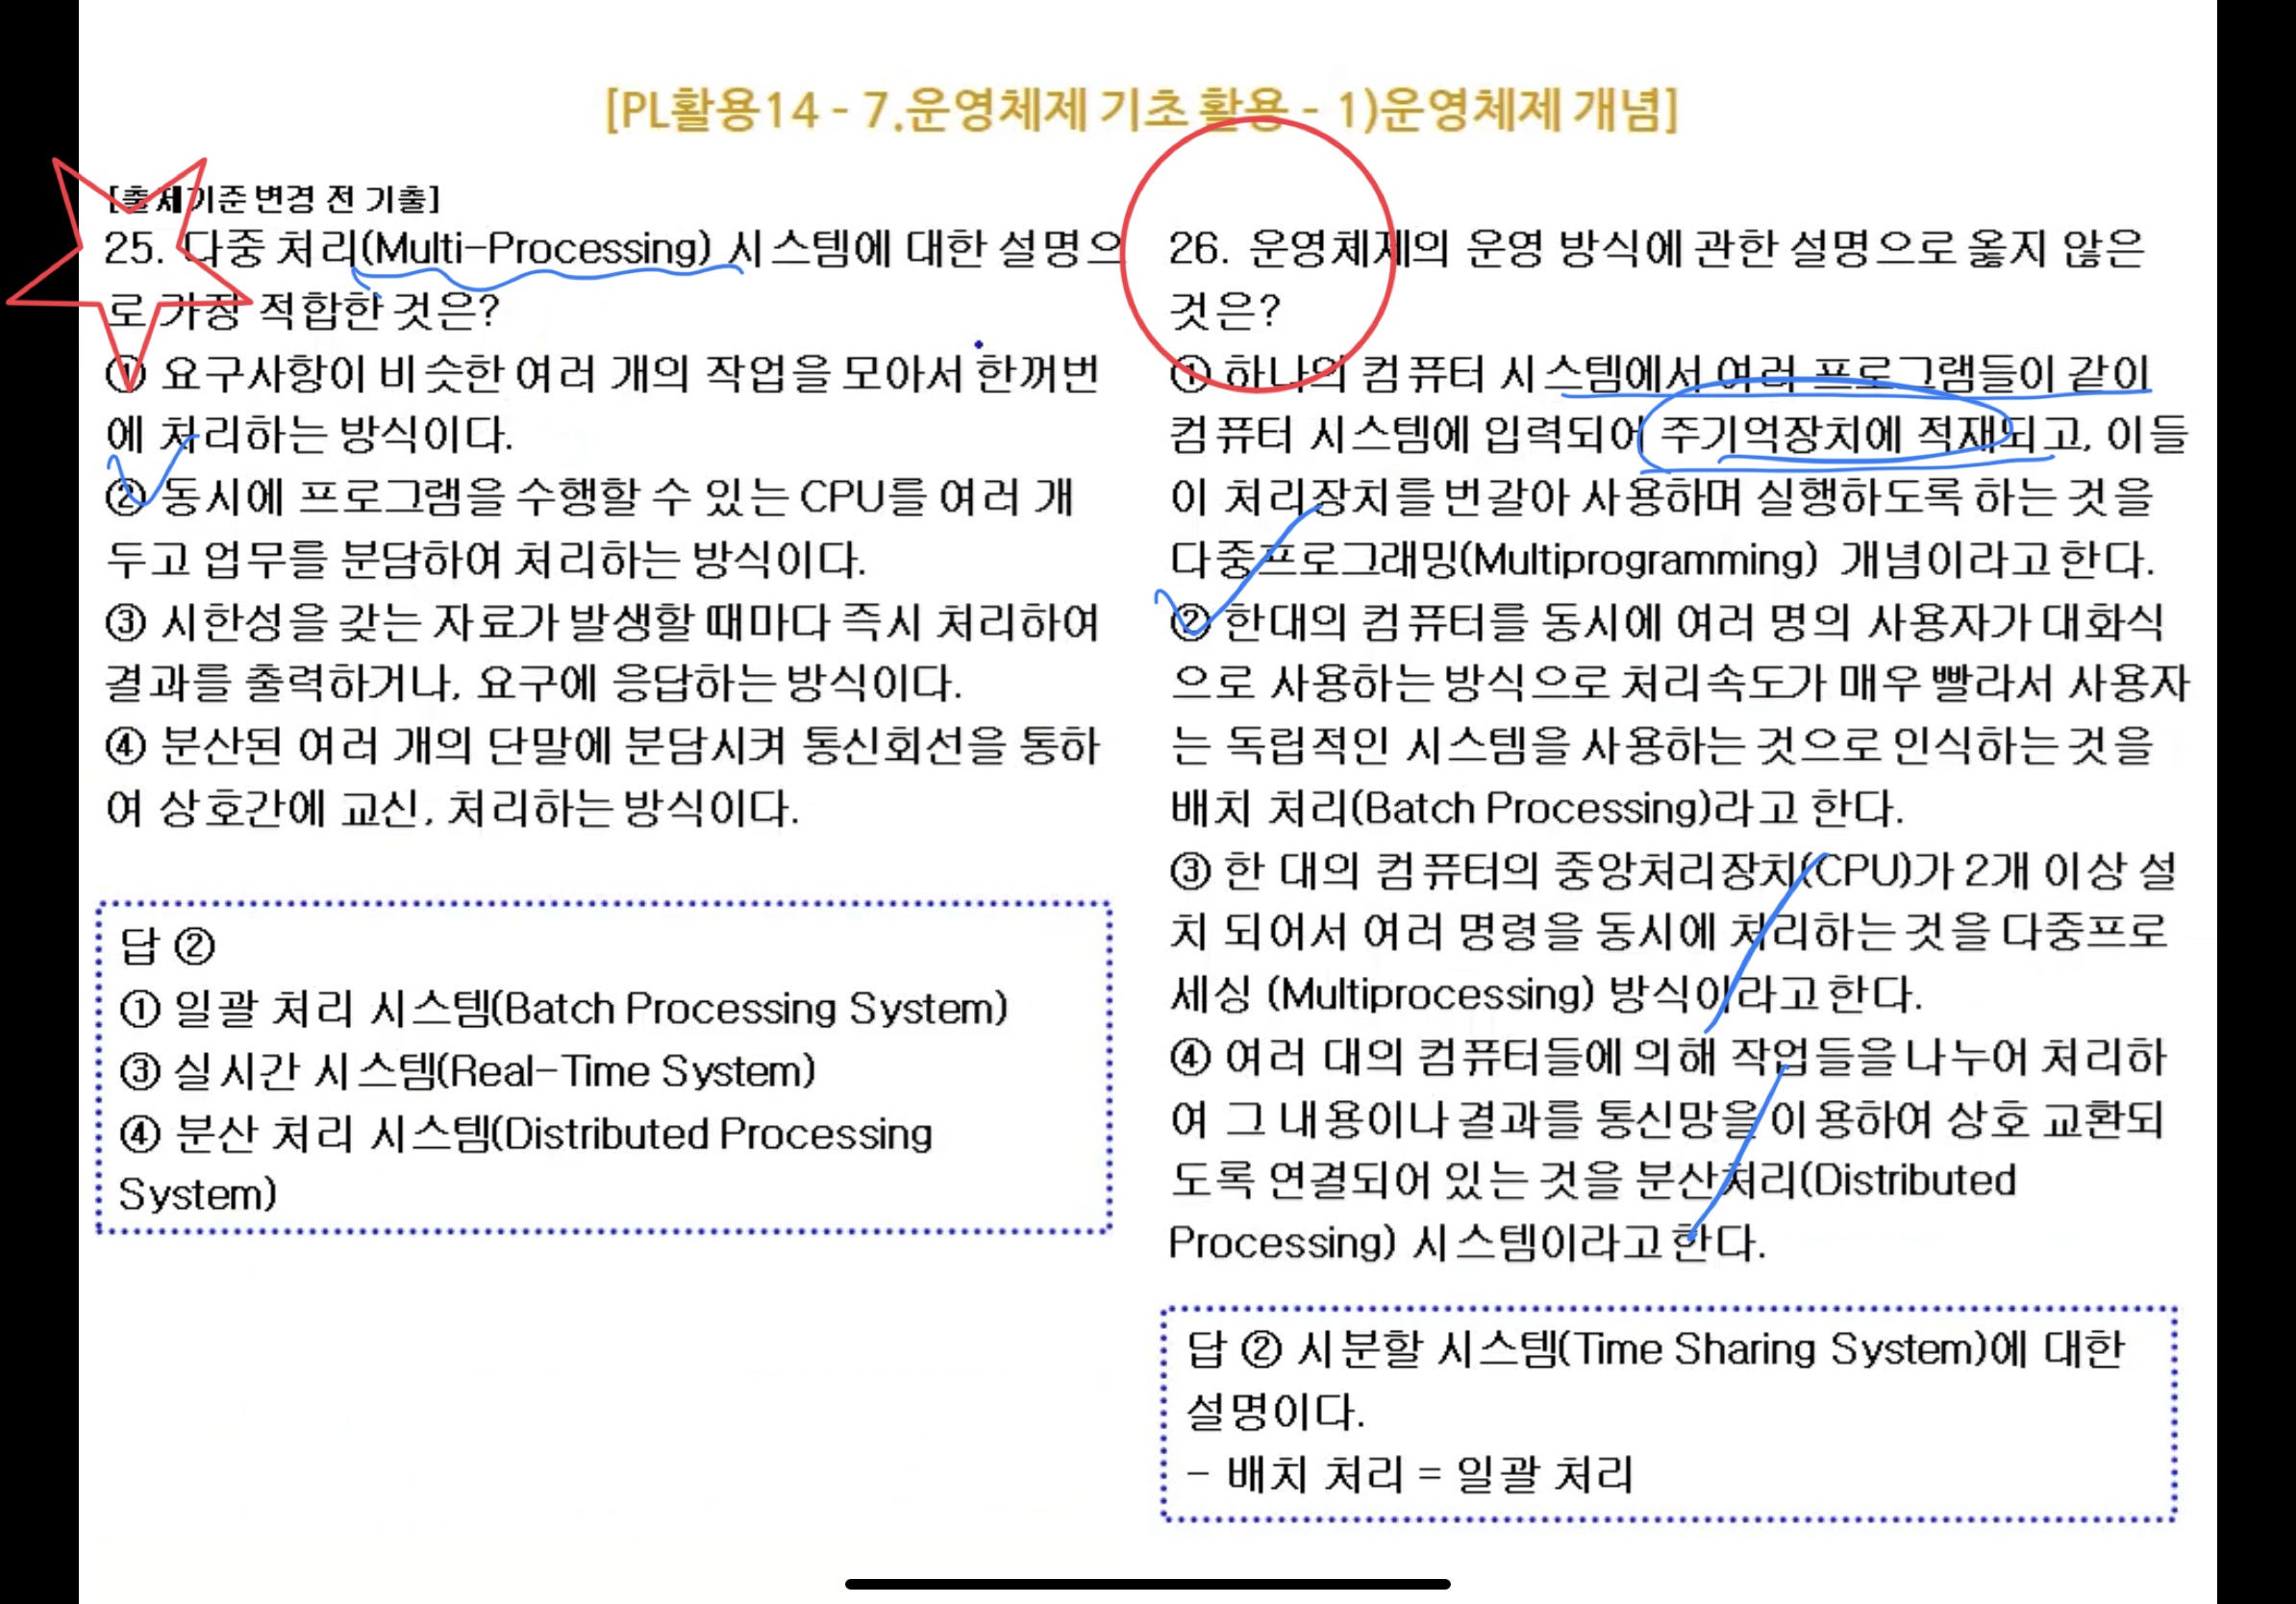 [PL활용14 - 7.운영체제 기초 활용 - 1)운영체제 개념]
[출제기준변경 전 기출]
25. 다중 처리(Multi-Processing) 시스템에 대한 설명으
로 가장 적합한 것은?
① 요구사항이 비슷한 여러 개의 작업을 모아서 한꺼번
에 처리하는 방식이다.
② 동시에 프로그램을 수행할 수 있는 CPU를 여러 개
두고 업무를 분담하여 처리하는 방식이다.
③ 시한성을 갖는 자료가 발생할 때마다 즉시 처리하여
결과를 출력하거나, 요구에 응답하는 방식이다.
④ 분산된 여러 개의 단말에 분담시켜 통신회선을 통하
여 상호간에 교신, 처리하는 방식이다.
답 ②
① 일괄 처리 시스템(Batch Processing System)
③ 실시간 시스템(Real-Time System)
④ 분산 처리 시스템(Distributed Processing
System)
26. 운영체제의 운영 방식에 관한 설명으로 옳지 않은
것은?
① 하나의 컴퓨터 시스템에서 여러 프로그램들이 같이
컴퓨터 시스템에 입력되어 주기억장치에 적재되고, 이들
이 처리장치를 번갈아 사용하며 실행하도록 하는 것을
다중프로그래밍(Multiprogramming) 개념이라고 한다.
② 한대의 컴퓨터를 동시에 여러 명의 사용자가 대화식
으로 사용하는 방식으로 처리속도가 매우 빨라서 사용자
는 독립적인 시스템을 사용하는 것으로 인식하는 것을
배치 처리(Batch Processing)라고 한다.
③ 한 대의 컴퓨터의 중앙처리장치(CPU)가 2개 이상 설
치 되어서 여러 명령을 동시에 처리하는 것을 다중프로
세싱 (Multiprocessing) 방식이라고 한다.
④ 여러 대의 컴퓨터들에 의해 작업들을 나누어 처리하
여 그 내용이나 결과를 통신망을 이용하여 상호 교환되
도록 연결되어 있는 것을 분산처리(Distributed
Processing) 시스템이라고 한다.
답 ② 시분할 시스템(Time Sharing System)에 대한
설명이다.
- 배치 처리 = 일괄 처리